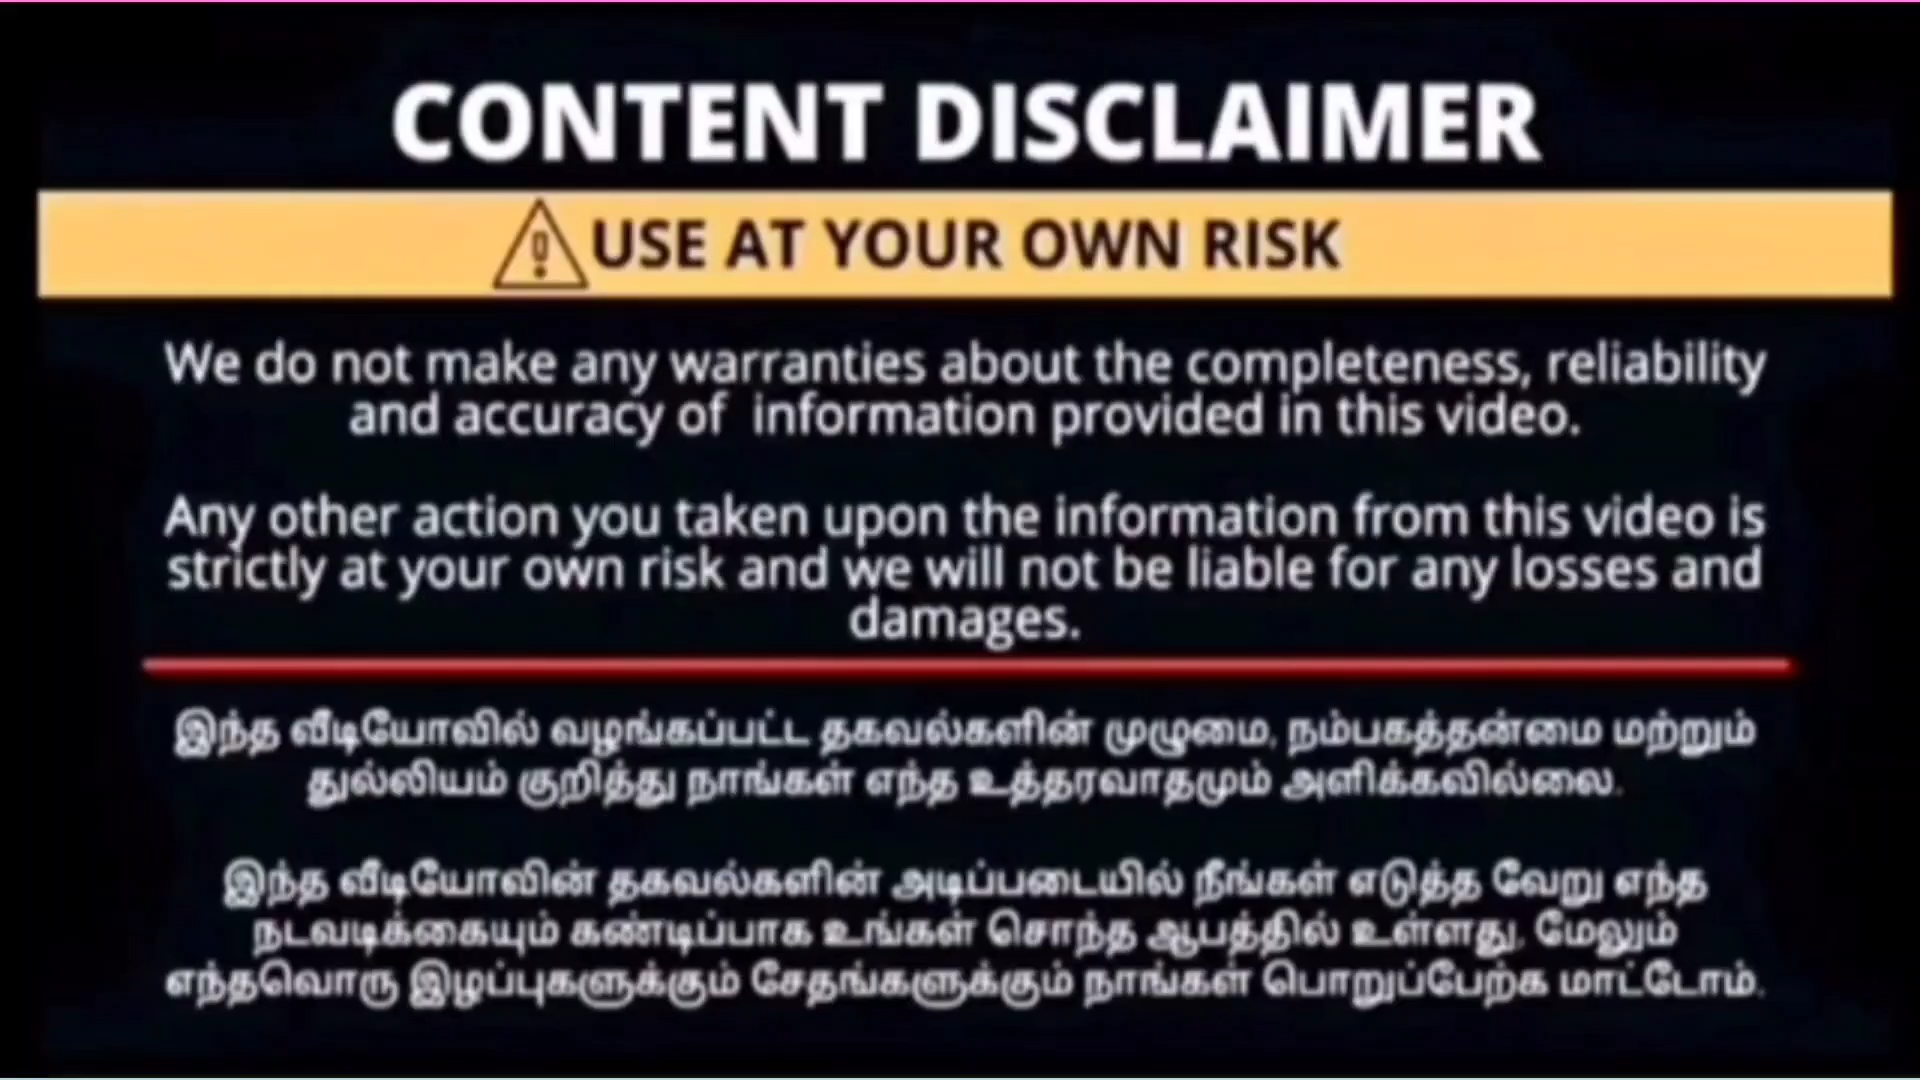 CONTENT DISCLAIMER
USE AT YOUR OWN RISK
We do not make any warranties about the completeness, reliability
and accuracy of information provided in this video.
Any other action you taken upon the information from this video is
strictly at your own risk and we will not be liable for any losses and
damages.
இந்த வீடியோவில் வழங்கப்பட்ட தகவல்களின் முழுமை, நம்பகத்தன்மை மற்றும்
துல்லியம் குறித்து நாங்கள் எந்த உத்தரவாதமும் அளிக்கவில்லை.
இந்த வீடியோவின் தகவல்களின் அடிப்படையில் நீங்கள் எடுத்த வேறு எந்த
நடவடிக்கையும் கண்டிப்பாக உங்கள் சொந்த ஆபத்தில் உள்ளது, மேலும்
எந்தவொரு இழப்புகளுக்கும் சேதங்களுக்கும் நாங்கள் பொறுப்பேற்க மாட்டோம்.